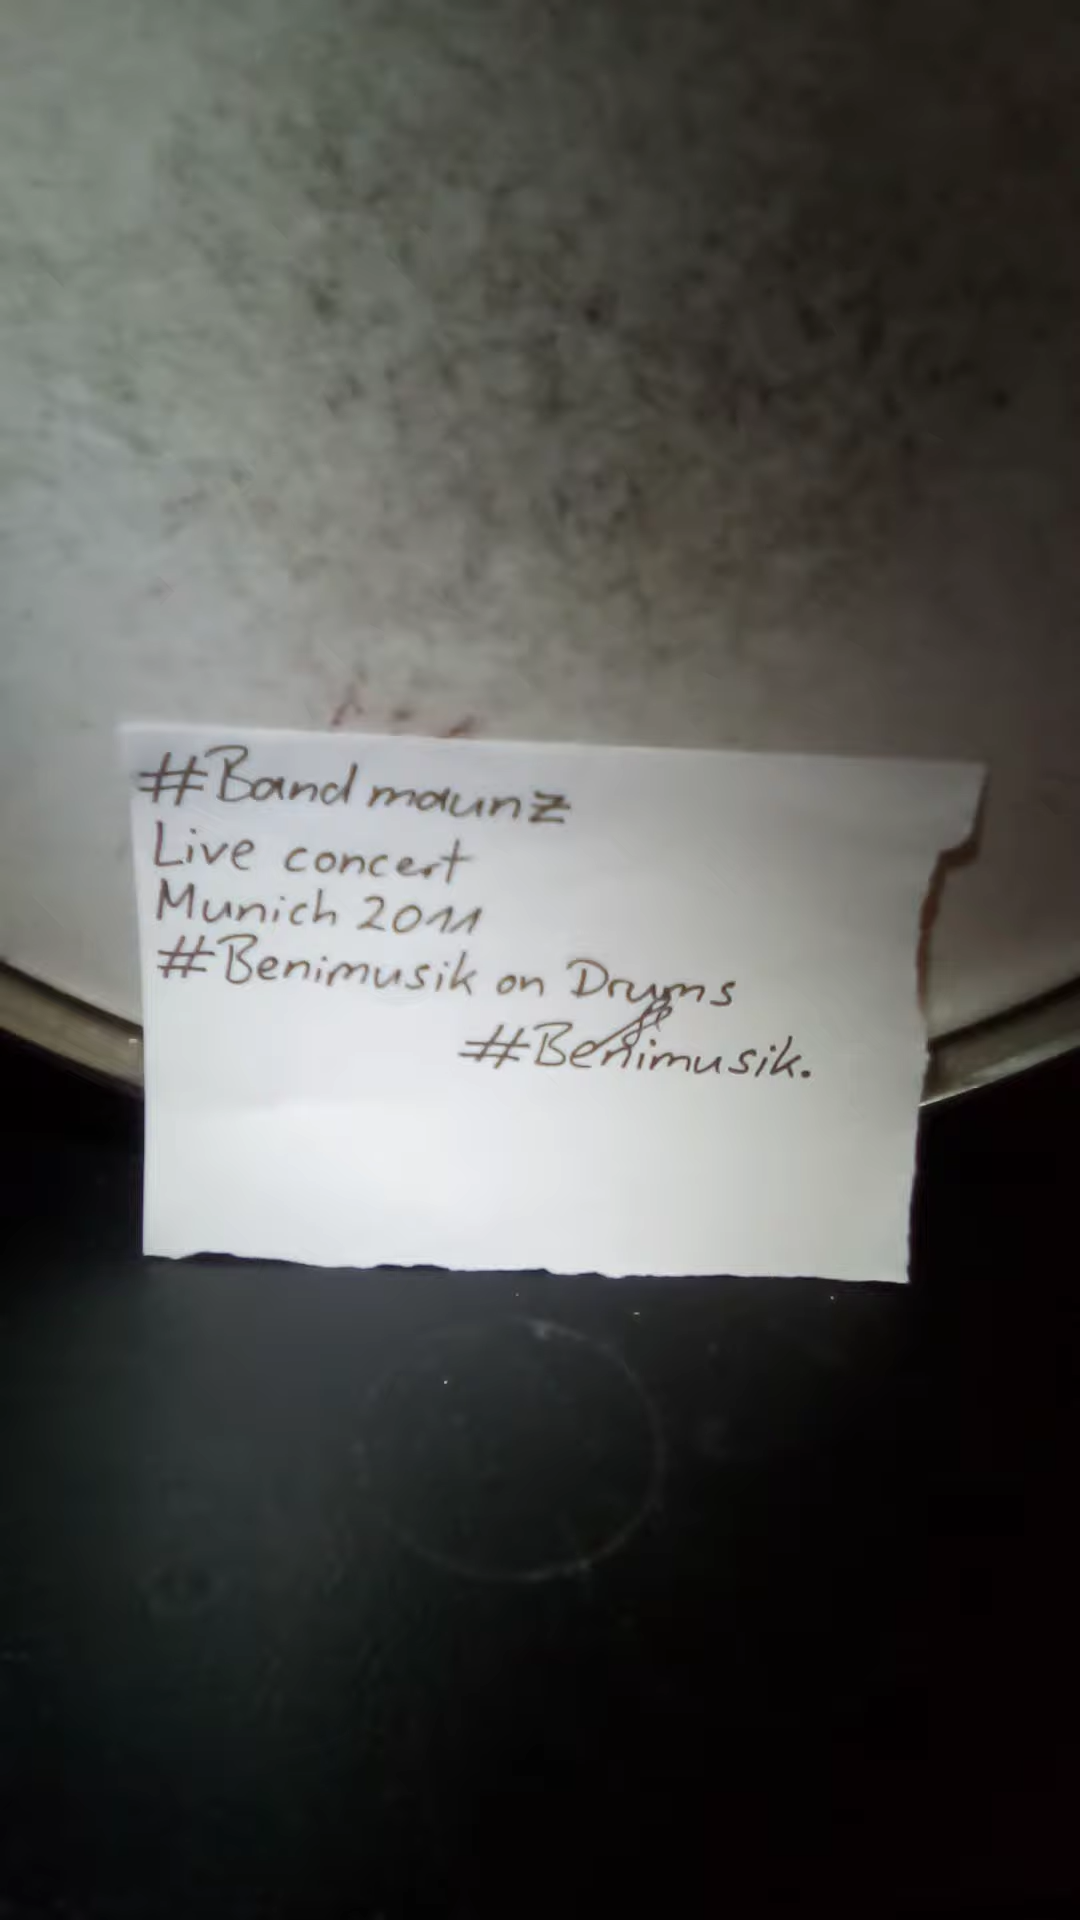 #Bandmaunz
Live concert
Munich 2011
#Benimusik on Drums
#Benimusik.